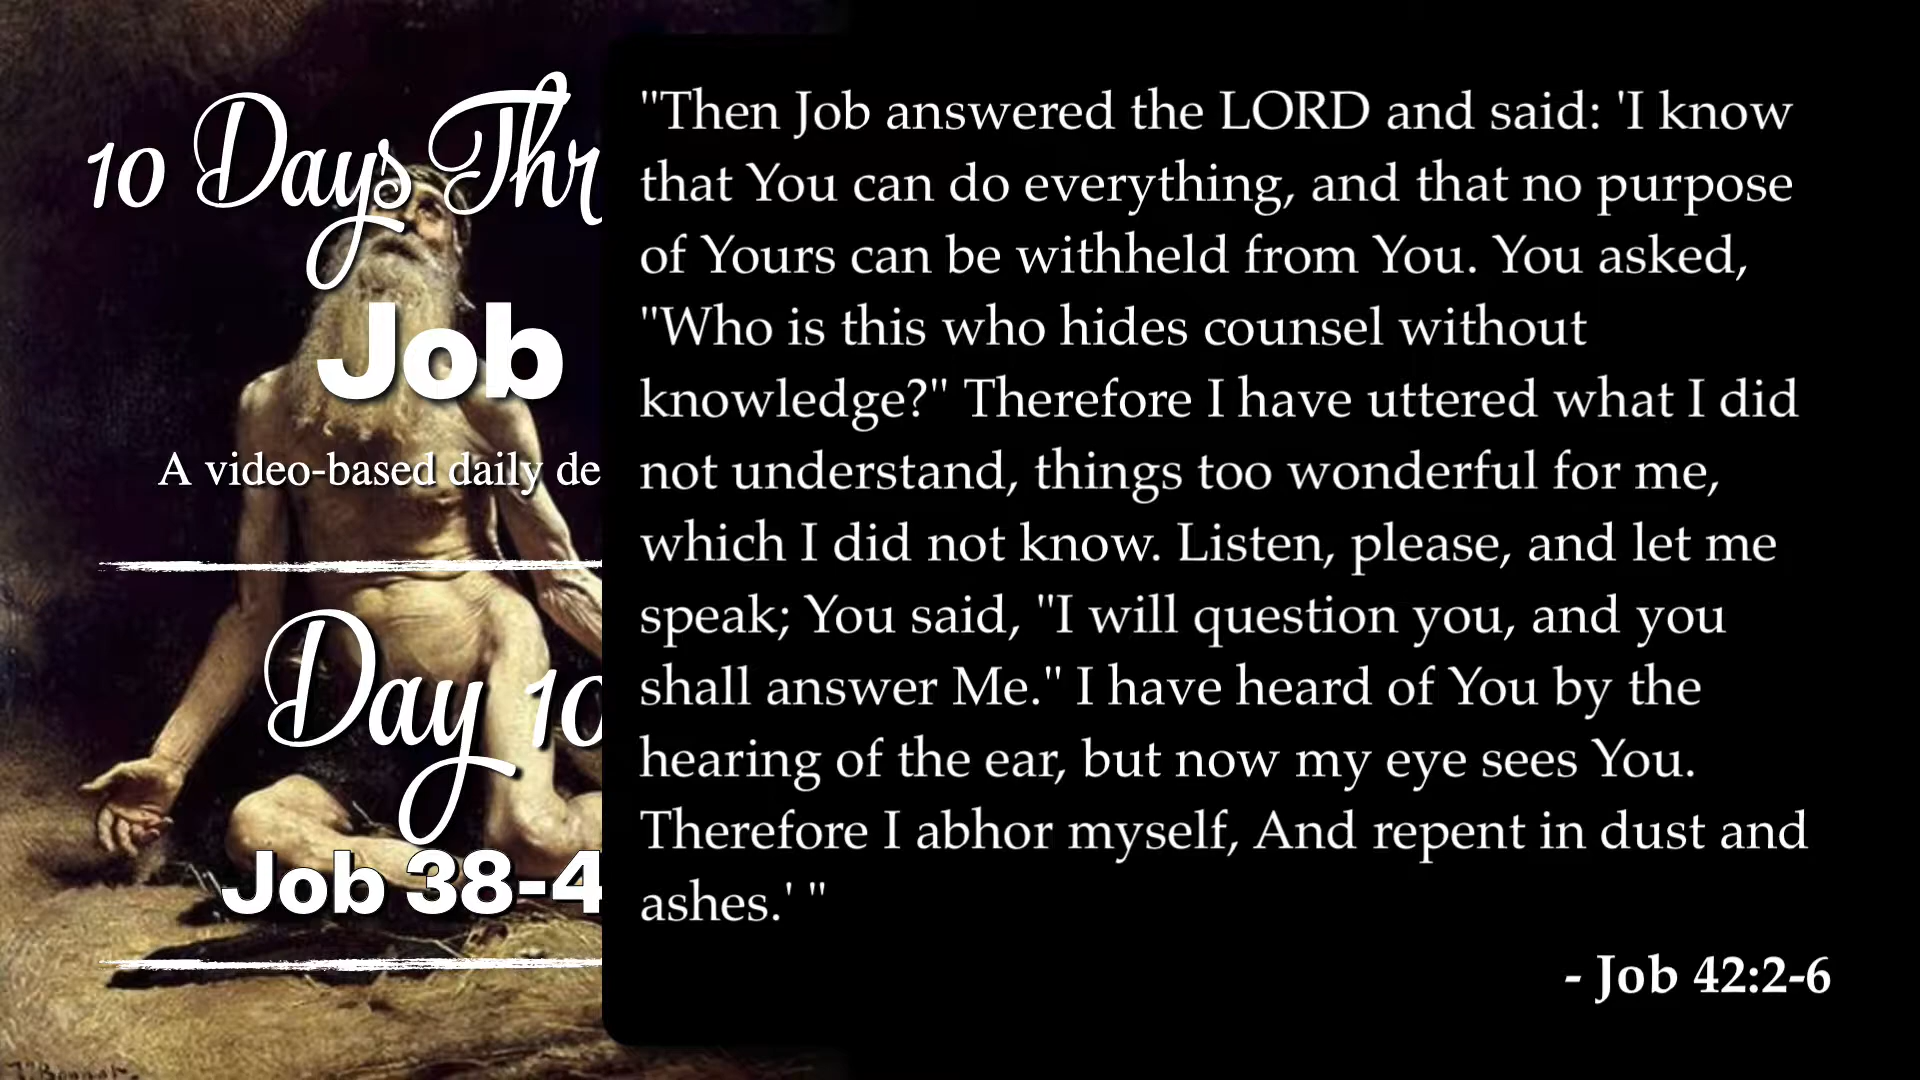 10 Days Thr
Job
A video-based daily de
Day 10
Job 38-4
"Then Job answered the LORD and said: 'I know
that You can do everything, and that no purpose
of Yours can be withheld from You. You asked,
"Who is this who hides counsel without
knowledge?" Therefore I have uttered what I did
not understand, things too wonderful for me,
which I did not know. Listen, please, and let me
speak; You said, "I will question you, and you
shall answer Me." I have heard of You by the
hearing of the ear, but now my eye sees You.
Therefore I abhor myself, And repent in dust and
ashes.' "
- Job 42:2-6